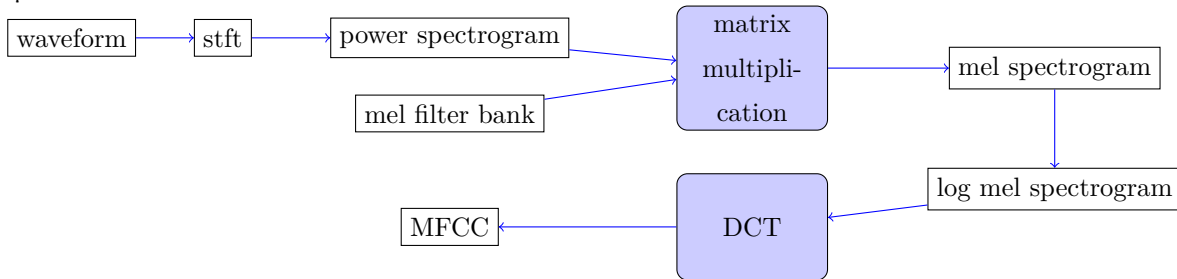 waveform
stft
power spectrogram
mel filter bank
matrix
multipli-
cation
mel spectrogram
log mel spectrogram
DCT
MFCC